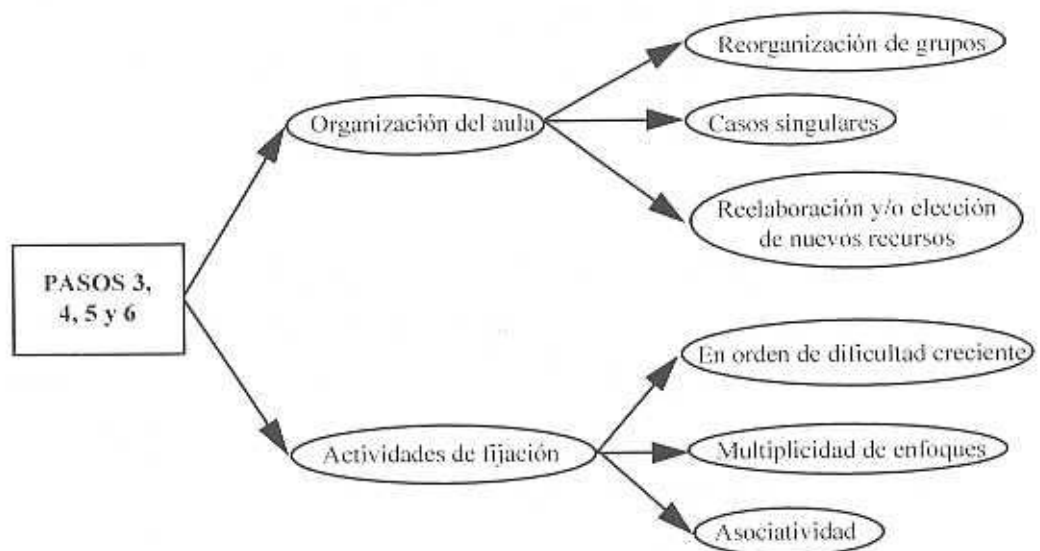 Reorganización de grupos
Organización del aula
Casos singulares
Reelaboración y/o elección
de nuevos recursos
PASOS 3,
4, 5 y 6
En orden de dificultad creciente
Actividades de fijación
Multiplicidad de enfoques
Asociatividad